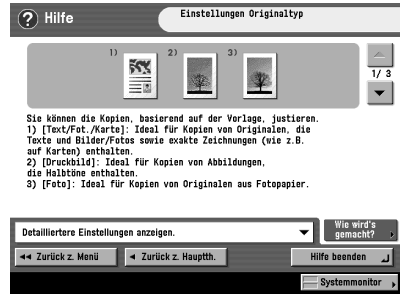 Hilfe
Einstellungen Originaltyp
1) 2) 3)
1/ 3
Sie können die Kopien, basierend auf der Vorlage, justieren.
1) [Text/Fot./Karte]: Ideal für Kopien von Originalen, die
Texte und Bilder/Fotos sowie exakte Zeichnungen (wie z.B.
auf Karten) enthalten.
2) [Druckbild]: Ideal für Kopien von Abbildungen,
die Halbtöne enthalten.
3) [Foto]: Ideal für Kopien von Originalen aus Fotopapier.
Detailliertere Einstellungen anzeigen.
Wie wird's
gemacht?
Zurück z. Menü
Zurück z. Hauptth.
Hilfe beenden
Systemmonitor